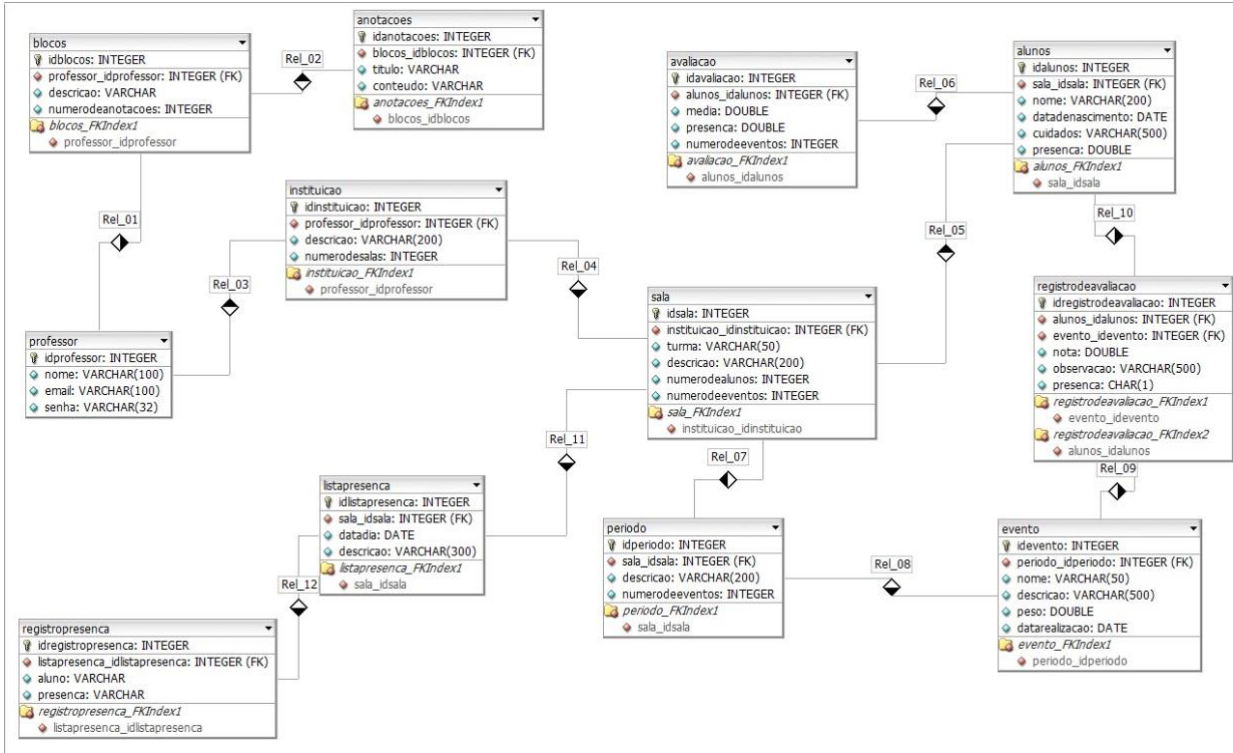 blocos
idblocos: INTEGER
professor_idprofessor: INTEGER (FK)
descricao: VARCHAR
numerodeanotacoes: INTEGER
blocos_FKIndex1
professor_idprofessor
Rel_02
anotacoes
idanotacoes: INTEGER
blocos_idblocos: INTEGER (FK)
titulo: VARCHAR
conteudo: VARCHAR
anotacoes_FKIndex1
blocos_idblocos
avaliacao
idavaliacao: INTEGER
alunos_idalunos: INTEGER (FK)
media: DOUBLE
presenca: DOUBLE
numerodeeventos: INTEGER
avaliacao_FKIndex1
alunos_idalunos
Rel_06
alunos
idalunos: INTEGER
sala_idsala: INTEGER (FK)
nome: VARCHAR(200)
datadenascimento: DATE
cuidados: VARCHAR(500)
presenca: DOUBLE
alunos_FKIndex1
sala_idsala
Rel_01
Rel_03
instituicao
idinstituicao: INTEGER
professor_idprofessor: INTEGER (FK)
descricao: VARCHAR(200)
numerodesalas: INTEGER
instituicao_FKIndex1
professor_idprofessor
Rel_04
Rel_05
Rel_10
professor
idprofessor: INTEGER
nome: VARCHAR(100)
email: VARCHAR(100)
senha: VARCHAR(32)
sala
idsala: INTEGER
instituicao_idinstituicao: INTEGER (FK)
turma: VARCHAR(50)
descricao: VARCHAR(200)
numerodealunos: INTEGER
numerodeeventos: INTEGER
sala_FKIndex1
instituicao_idinstituicao
registrodeavaliacao
idregistrodeavaliacao: INTEGER
alunos_idalunos: INTEGER (FK)
evento_idevento: INTEGER (FK)
nota: DOUBLE
observacao: VARCHAR(500)
presenca: CHAR(1)
registrodeavaliacao_FKIndex1
evento_idevento
registrodeavaliacao_FKIndex2
alunos_idalunos
Rel_11
Rel_07
Rel_09
listapresenca
idlistapresenca: INTEGER
sala_idsala: INTEGER (FK)
datadia: DATE
descricao: VARCHAR(300)
listapresenca_FKIndex1
sala_idsala
Rel_12
periodo
idperiodo: INTEGER
sala_idsala: INTEGER (FK)
descricao: VARCHAR(200)
numerodeeventos: INTEGER
periodo_FKIndex1
sala_idsala
Rel_08
evento
idevento: INTEGER
periodo_idperiodo: INTEGER (FK)
nome: VARCHAR(50)
descricao: VARCHAR(500)
peso: DOUBLE
datarealizacao: DATE
evento_FKIndex1
periodo_idperiodo
registropresenca
idregistropresenca: INTEGER
listapresenca_idlistapresenca: INTEGER (FK)
aluno: VARCHAR
presenca: VARCHAR
registropresenca_FKIndex1
listapresenca_idlistapresenca